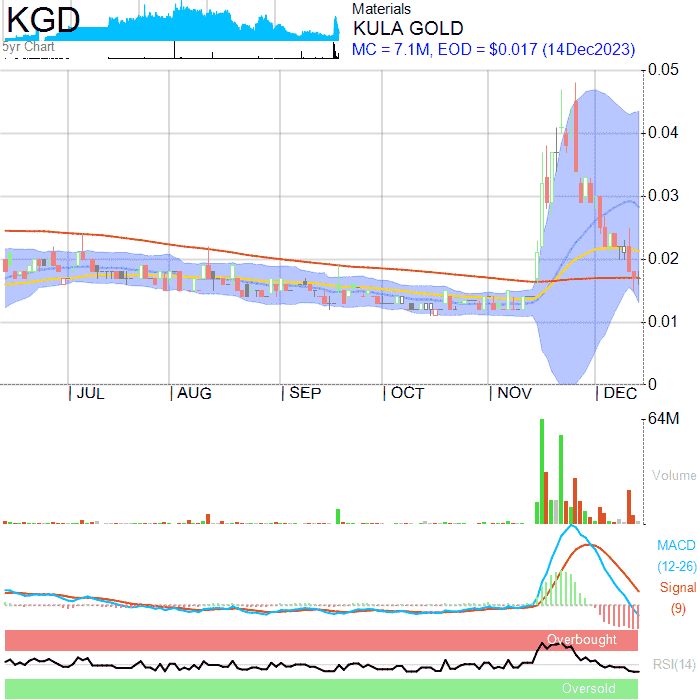 KGD
5yr Chart
Materials
KULA GOLD
MC = 7.1M, EOD = $0.017 (14Dec2023)
0.05
0.04
0.03
0.02
0.01
0
JUL AUG SEP OCT NOV DEC
64M
Volume
MACD
(12-26)
Signal
(9)
Overbought
RSI(14)
Oversold